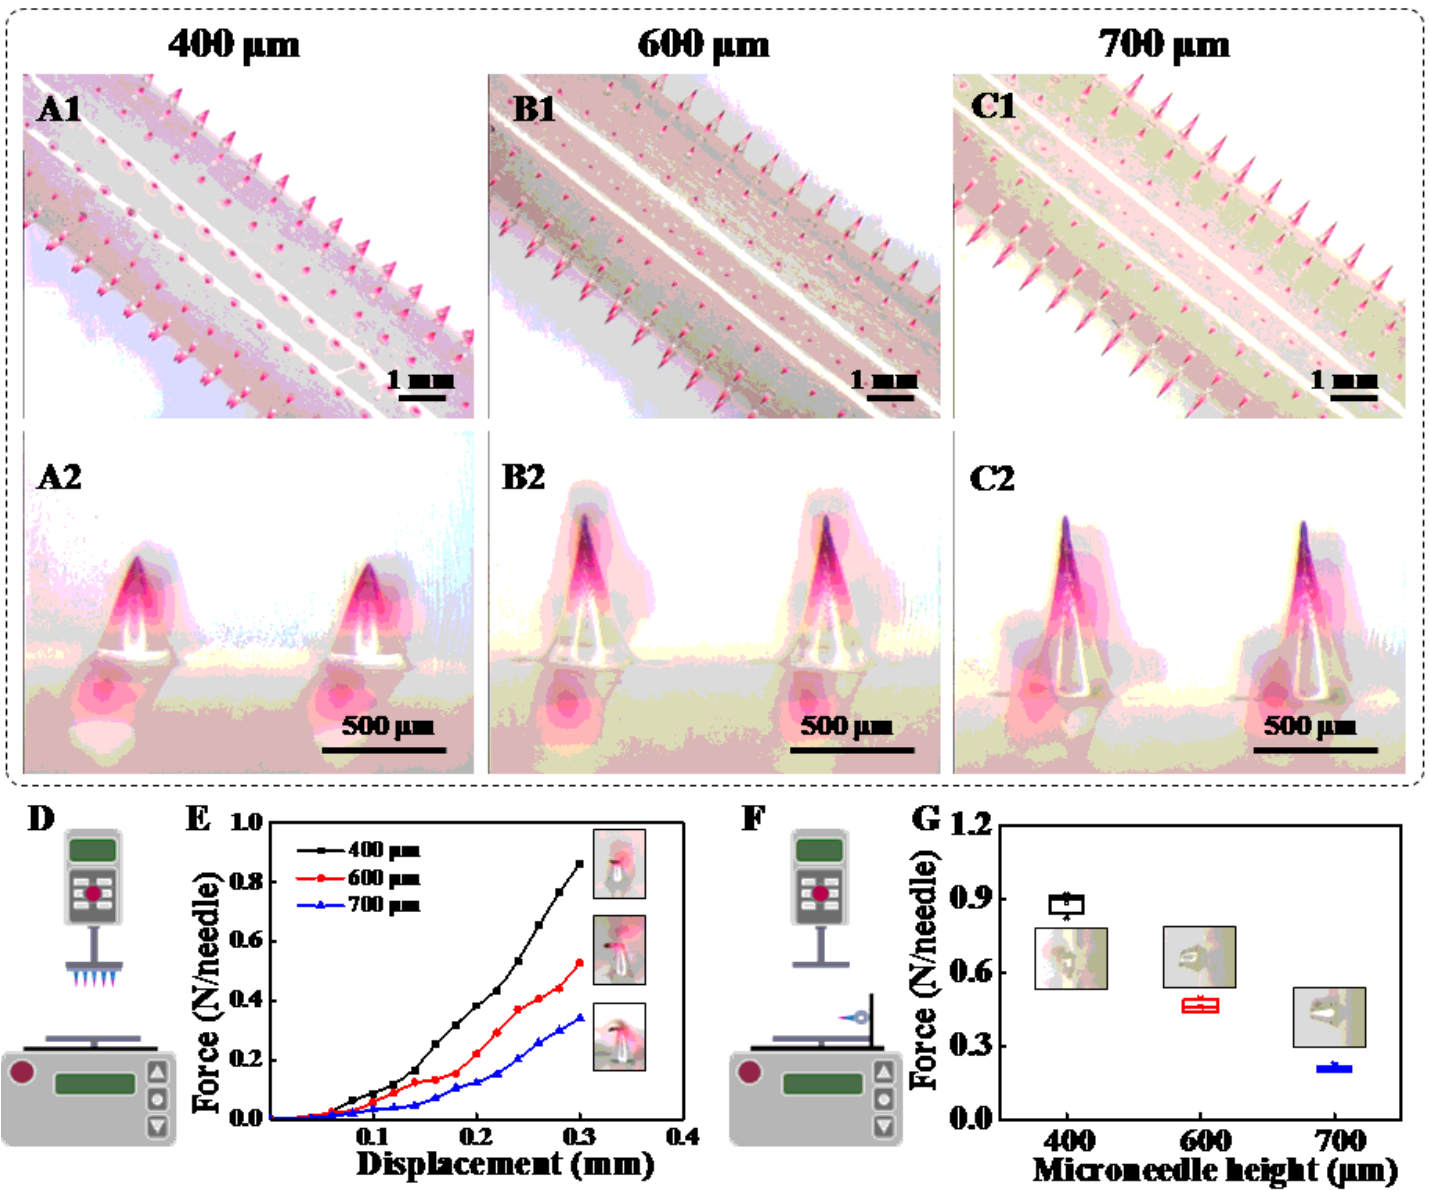 400 μm
600 μm
700 μm
A1
B1
C1
1 mm
1 mm
1 mm
A2
B2
C2
500 μm
500 μm
500 μm
D
E
1.0
0.8
0.6
0.4
0.2
0.0
Force (N/needle)
400 μm
600 μm
700 μm
0.1
0.2
0.3
0.4
Displacement (mm)
F
G
1.2
0.9
0.6
0.3
0.0
Force (N/needle)
400
600
700
Microneedle height (μm)